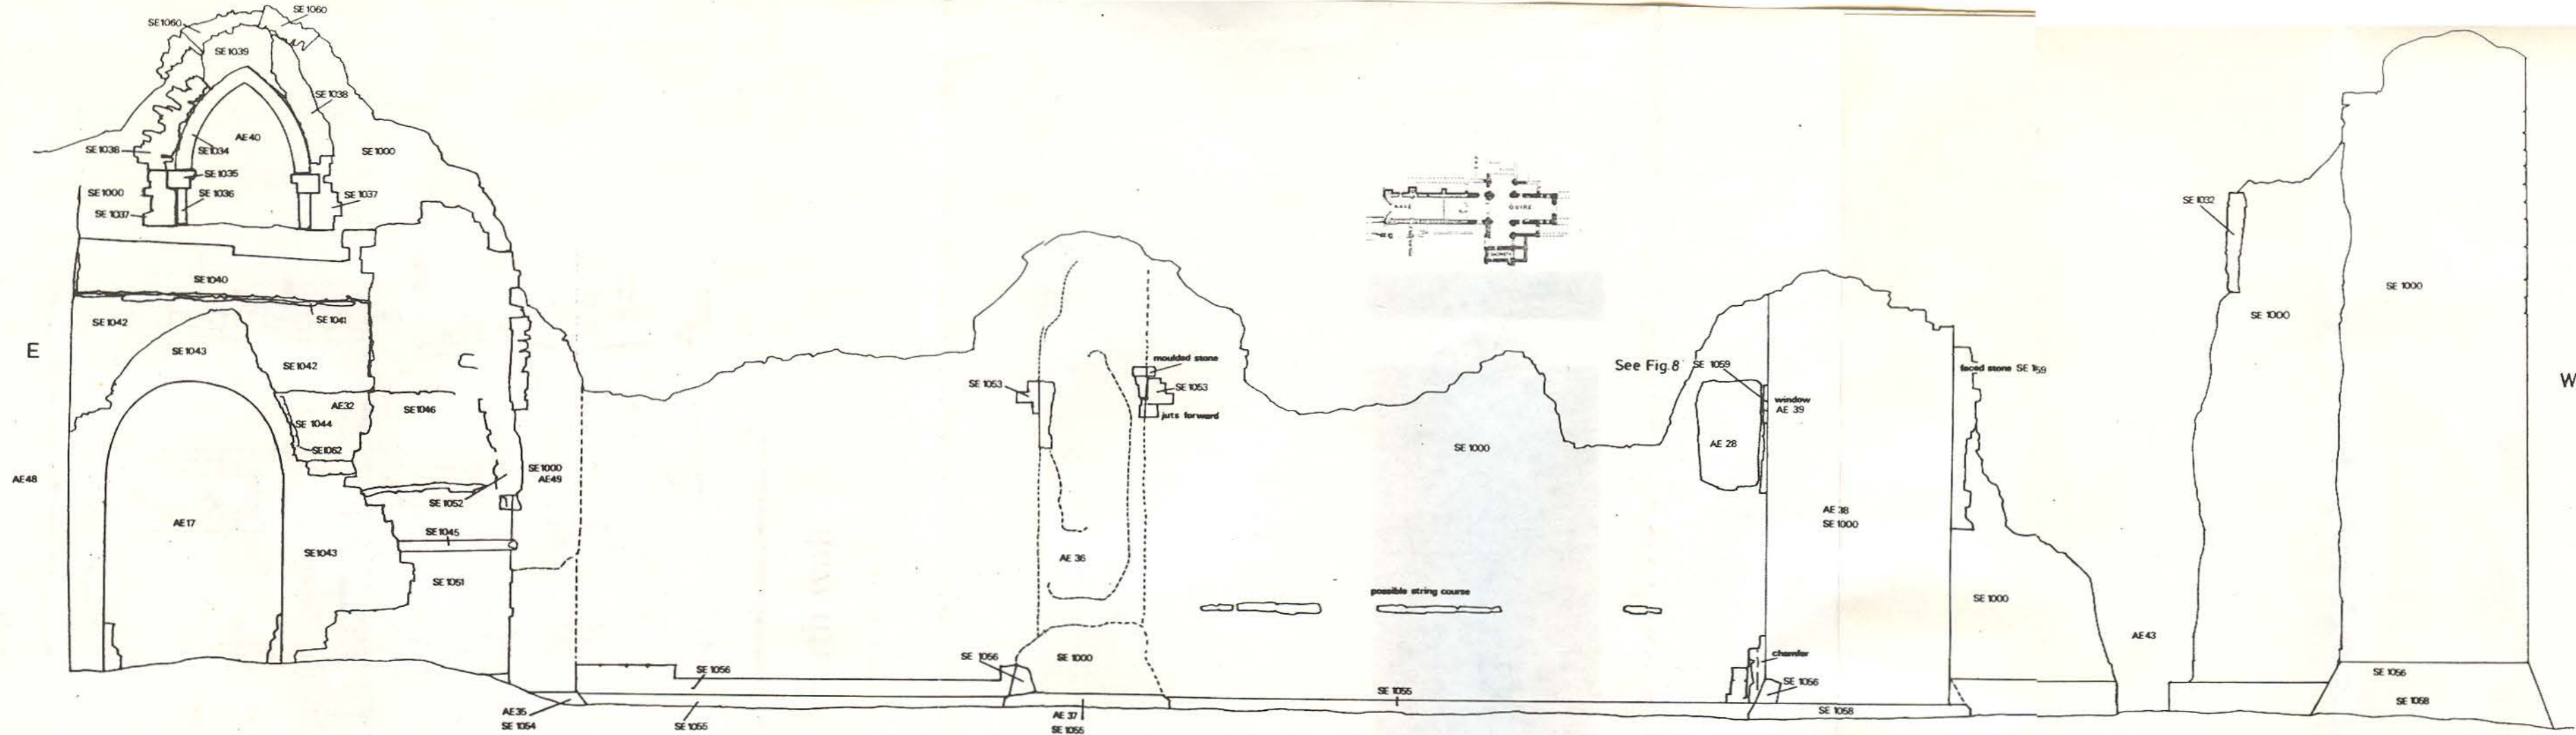 SE 1060
SE 1060
SE 1039
SE 1038
AE 40
SE 1038
SE 1034
SE 1000
SE 1035
SE 1000
SE 1036
SE 1037
SE 1037
SE 1040
SE 1041
SE 1042
E
SE 1043
SE 1042
AE 32
SE 1046
SE 1044
SE 1062
AE 48
SE 1000
AE 49
SE 1052
AE 17
SE 1045
SE 1043
SE 1051
SE 1056
AE 35
SE 1054
SE 1055
moulded stone
SE 1053
SE 1053
juts forward
AE 36
SE 1056
SE 1000
AE 37
SE 1055
NAVE
QUIRE
SE 1000
possible string course
SE 1055
See Fig. 8
SE 1059
window
AE 39
AE 28
AE 38
SE 1000
chamfer
SE 1056
SE 1058
faced stone SE 159
SE 1000
AE 43
SE 1032
SE 1000
SE 1000
W
SE 1056
SE 1058